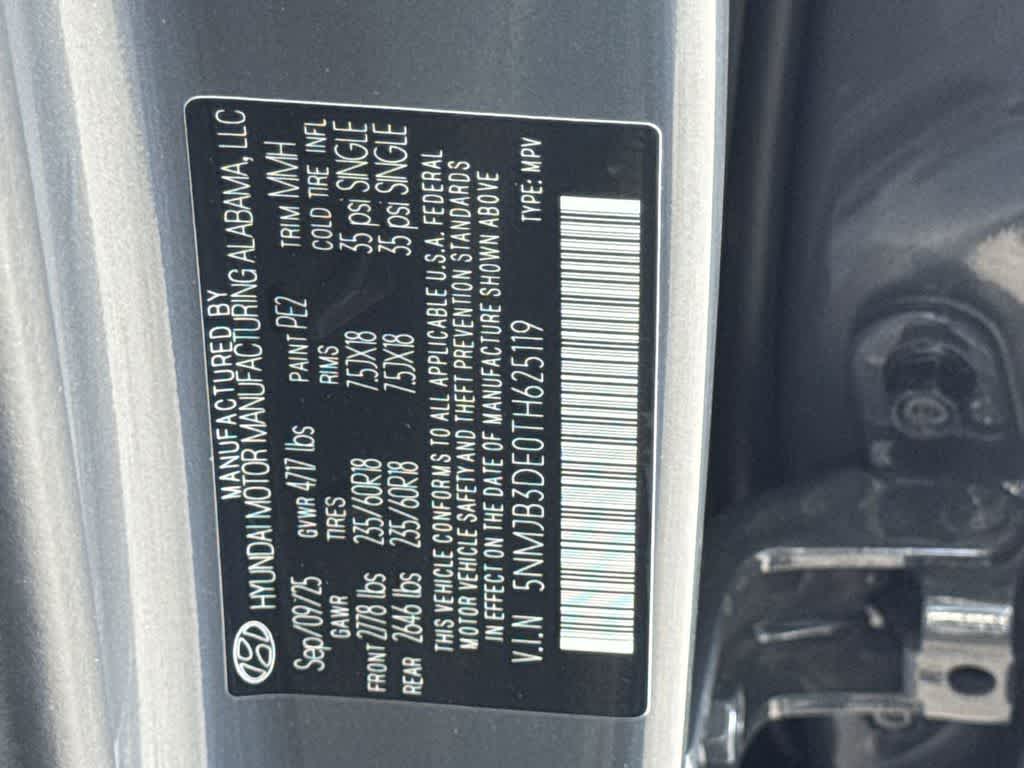 MANUFACTURED BY
HYUNDAI MOTOR MANUFACTURING ALABAMA, LLC
Sep/09/25 GVWR 4717 lbs PAINT PE2 TRIM MMH
GAWR TIRES RIMS COLD TIRE INFL
FRONT 2778 lbs 235/60R18 7.5JX18 35 psi SINGLE
REAR 2646 lbs 235/60R18 7.5JX18 35 psi SINGLE
THIS VEHICLE CONFORMS TO ALL APPLICABLE U.S.A. FEDERAL
MOTOR VEHICLE SAFETY AND THEFT PREVENTION STANDARDS
IN EFFECT ON THE DATE OF MANUFACTURE SHOWN ABOVE
V.I.N 5NMJB3DE0TH625119 TYPE: MPV